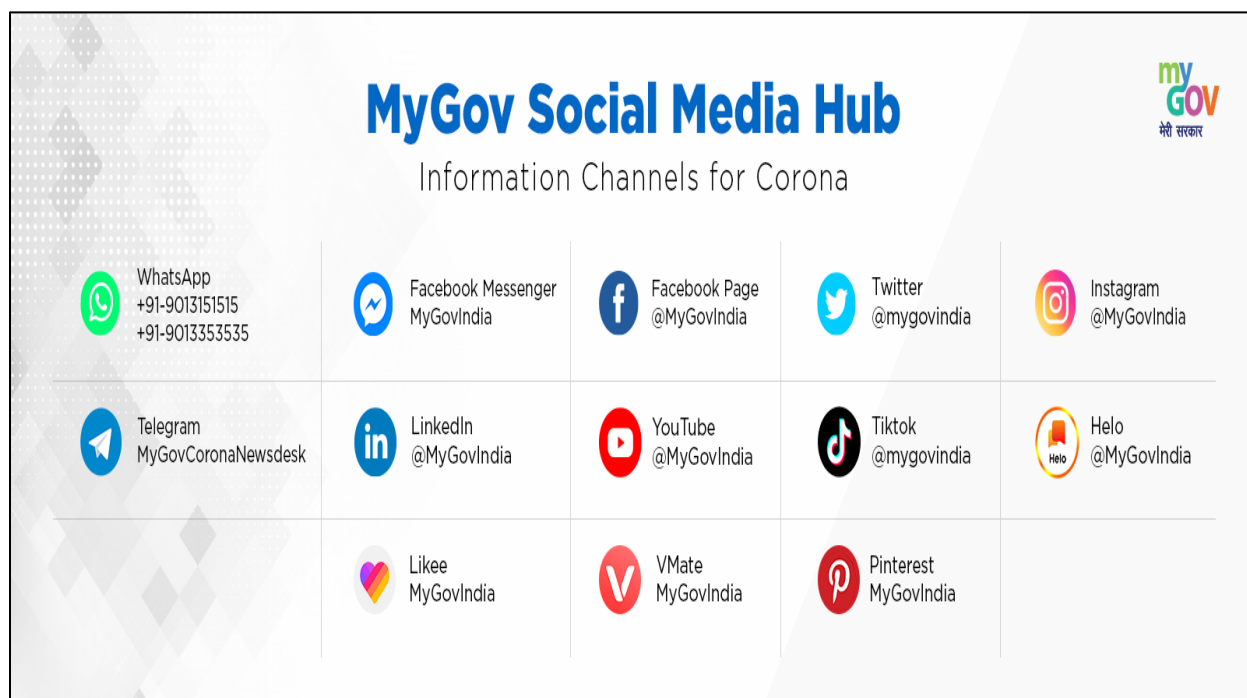 MyGov Social Media Hub
Information Channels for Corona
my
GOV
मेरी सरकार
WhatsApp
+91-9013151515
+91-9013353535
Facebook Messenger
MyGovIndia
Facebook Page
@MyGovIndia
Twitter
@mygovindia
Instagram
@MyGovIndia
Telegram
MyGovCoronaNewsdesk
LinkedIn
@MyGovIndia
YouTube
@MyGovIndia
Tiktok
@mygovindia
Helo
Helo
@MyGovIndia
Likee
MyGovIndia
VMate
MyGovIndia
Pinterest
MyGovIndia